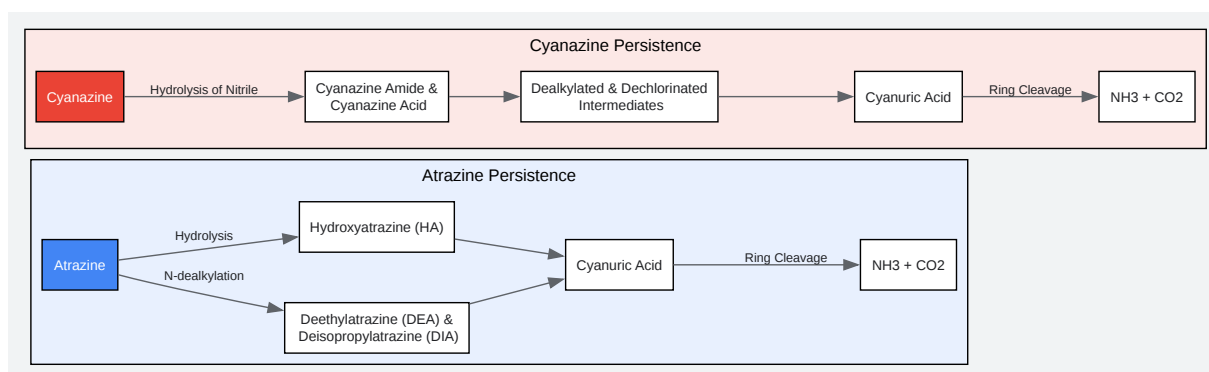 Cyanazine Persistence
Cyanazine
Hydrolysis of Nitrile
Cyanazine Amide &
Cyanazine Acid
Dealkylated & Dechlorinated
Intermediates
Cyanuric Acid
Ring Cleavage
NH3 + CO2
Atrazine Persistence
Atrazine
Hydrolysis
N-dealkylation
Hydroxyatrazine (HA)
Deethylatrazine (DEA) &
Deisopropylatrazine (DIA)
Cyanuric Acid
Ring Cleavage
NH3 + CO2